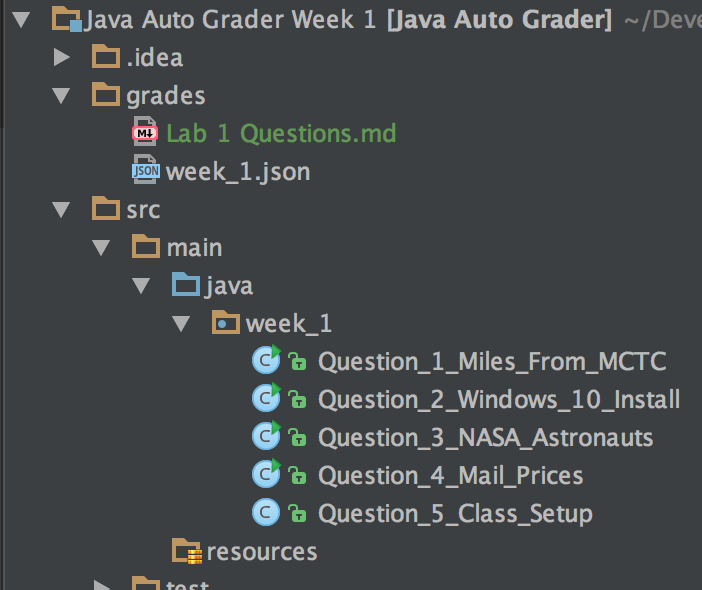 Java Auto Grader Week 1 [Java Auto Grader] ~/Deve
.idea
grades
Lab 1 Questions.md
JSON week_1.json
src
main
java
week_1
C Question_1_Miles_From_MCTC
C Question_2_Windows_10_Install
C Question_3_NASA_Astronauts
C Question_4_Mail_Prices
C Question_5_Class_Setup
resources
test